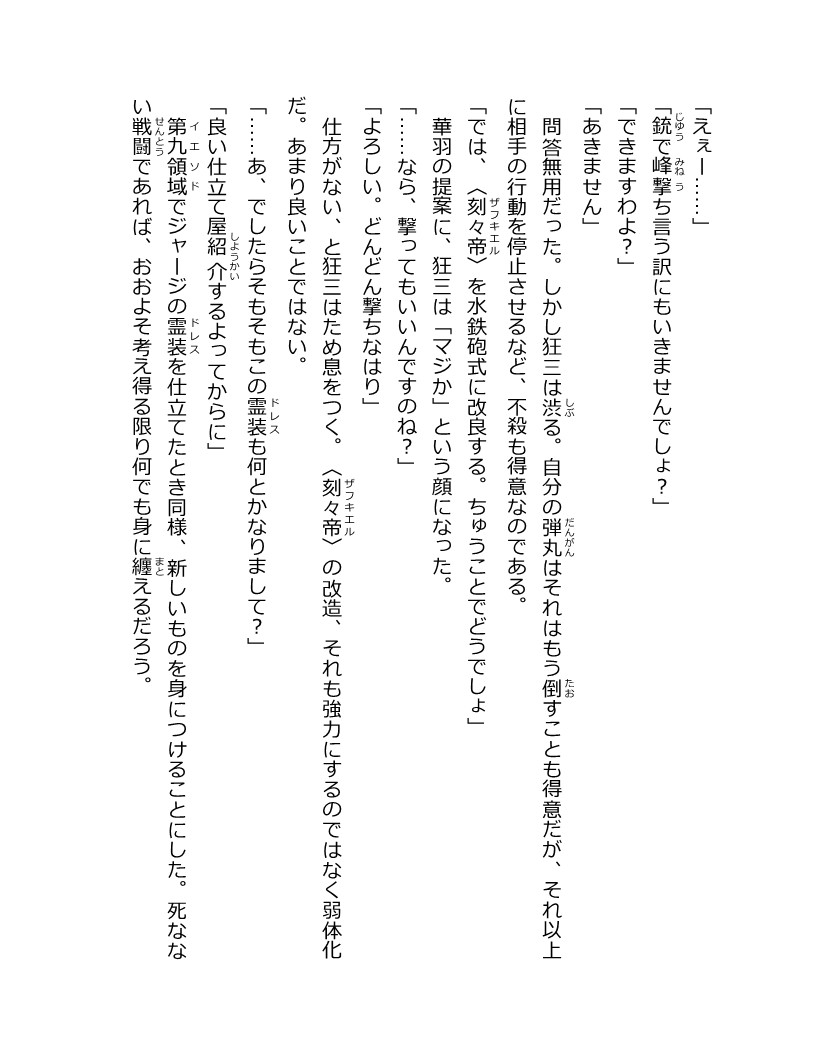 「えぇー……」
「銃で峰撃ち言う訳にもいきませんでしょ？」
「できますわよ？」
「あきません」
　問答無用だった。しかし狂三は渋る。自分の弾丸はそれはもう倒すことも得意だが、それ以上
に相手の行動を停止させるなど、不殺も得意なのである。
「では、〈刻々帝〉を水鉄砲式に改良する。ちゅうことでどうでしょ」
　華羽の提案に、狂三は「マジか」という顔になった。
「……なら、撃ってもいいんですのね？」
「よろしい。どんどん撃ちなはり」
　仕方がない、と狂三はため息をつく。〈刻々帝〉の改造、それも強力にするのではなく弱体化
だ。あまり良いことではない。
「……あ、でしたらそもそもこの霊装も何とかなりまして？」
「良い仕立て屋紹介するよってからに」
　第九領域でジャージの霊装を仕立てたとき同様、新しいものを身につけることにした。死なな
い戦闘であれば、おおよそ考え得る限り何でも身に纏えるだろう。